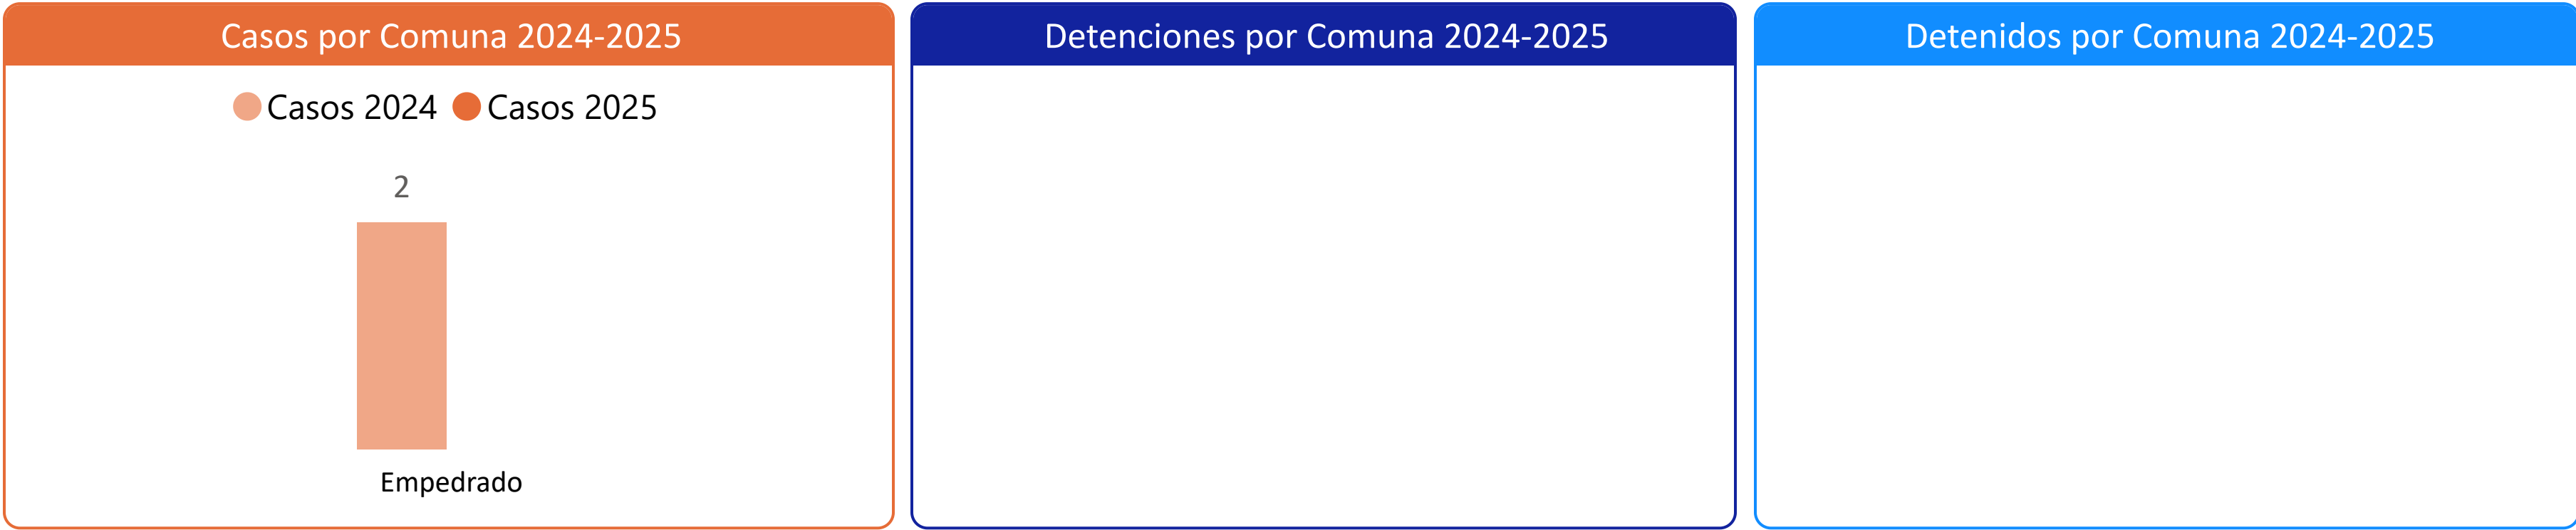 Casos por Comuna 2024-2025
Casos 2024 Casos 2025
2
Empedrado
Detenciones por Comuna 2024-2025
Detenidos por Comuna 2024-2025